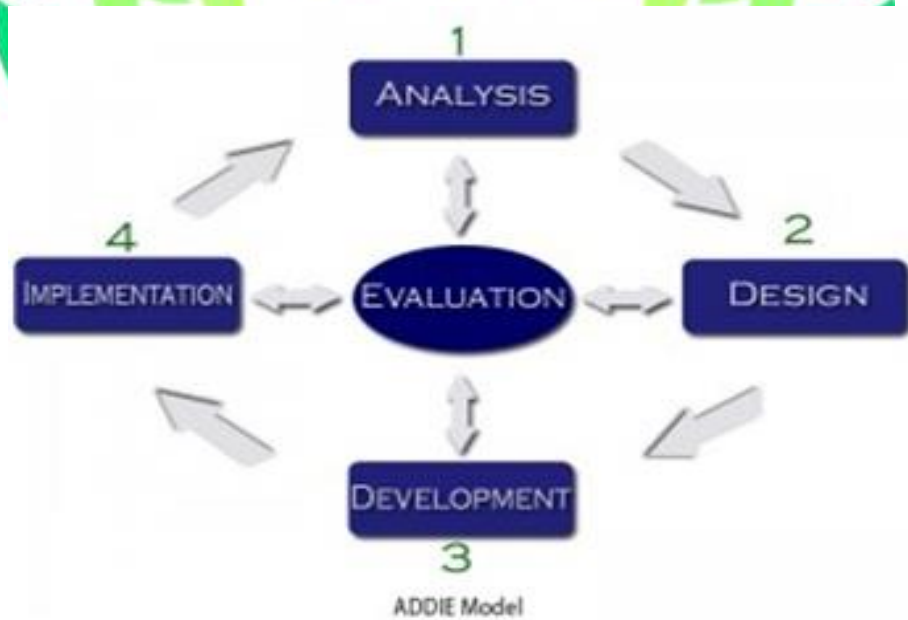 1
ANALYSIS
2
DESIGN
4
IMPLEMENTATION
EVALUATION
DEVELOPMENT
3
ADDIE Model